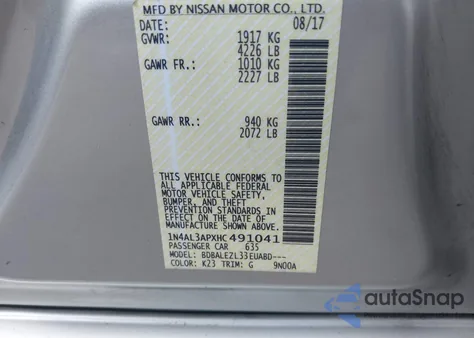 MFD BY NISSAN MOTOR CO., LTD.
DATE: 08/17
GVWR: 1917 KG
4226 LB
GAWR FR.: 1010 KG
2227 LB
GAWR RR.: 940 KG
2072 LB
THIS VEHICLE CONFORMS TO
ALL APPLICABLE FEDERAL
MOTOR VEHICLE SAFETY,
BUMPER, AND THEFT
PREVENTION STANDARDS IN
EFFECT ON THE DATE OF
MANUFACTURE SHOWN ABOVE.
1N4AL3APXHC491041
PASSENGER CAR 635
MODEL: BDBALEZL33EUA8D---
COLOR: K23 TRIM: G 9N00A
autoSnap